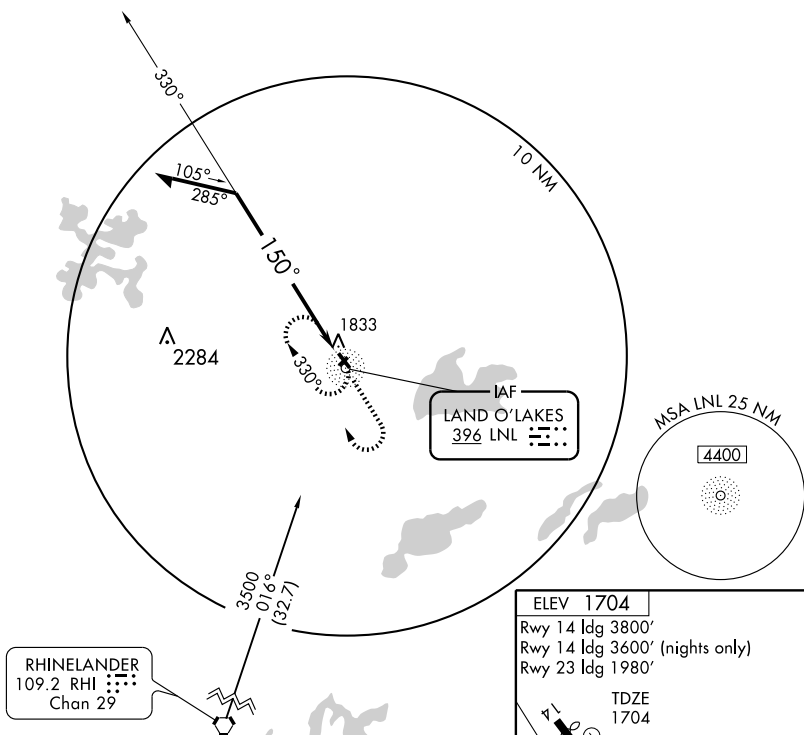 330°
10 NM
105°
285°
150°
1833
2284
330°
IAF
LAND O'LAKES
396 LNL
MSA LNL 25 NM
4400
3500
016°
(32.7)
RHINELANDER
109.2 RHI
Chan 29
ELEV 1704
Rwy 14 ldg 3800'
Rwy 14 ldg 3600' (nights only)
Rwy 23 ldg 1980'
TDZE
1704
14